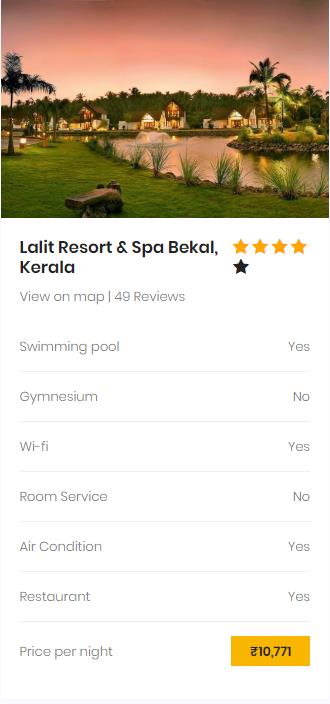 Lalit Resort & Spa Bekal,
Kerala
View on map | 49 Reviews
Swimming pool Yes
Gymnesium No
Wi-fi Yes
Room Service No
Air Condition Yes
Restaurant Yes
Price per night ₹10,771